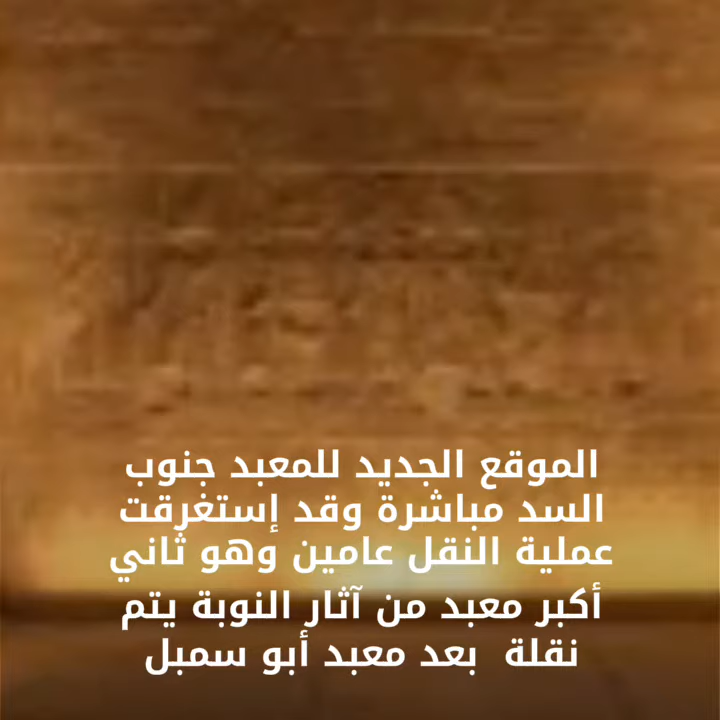 الموقع الجديد للمعبد جنوب
السد مباشرة وقد إستغرقت
عملية النقل عامين وهو ثاني
أكبر معبد من آثار النوبة يتم
نقلة بعد معبد أبو سمبل